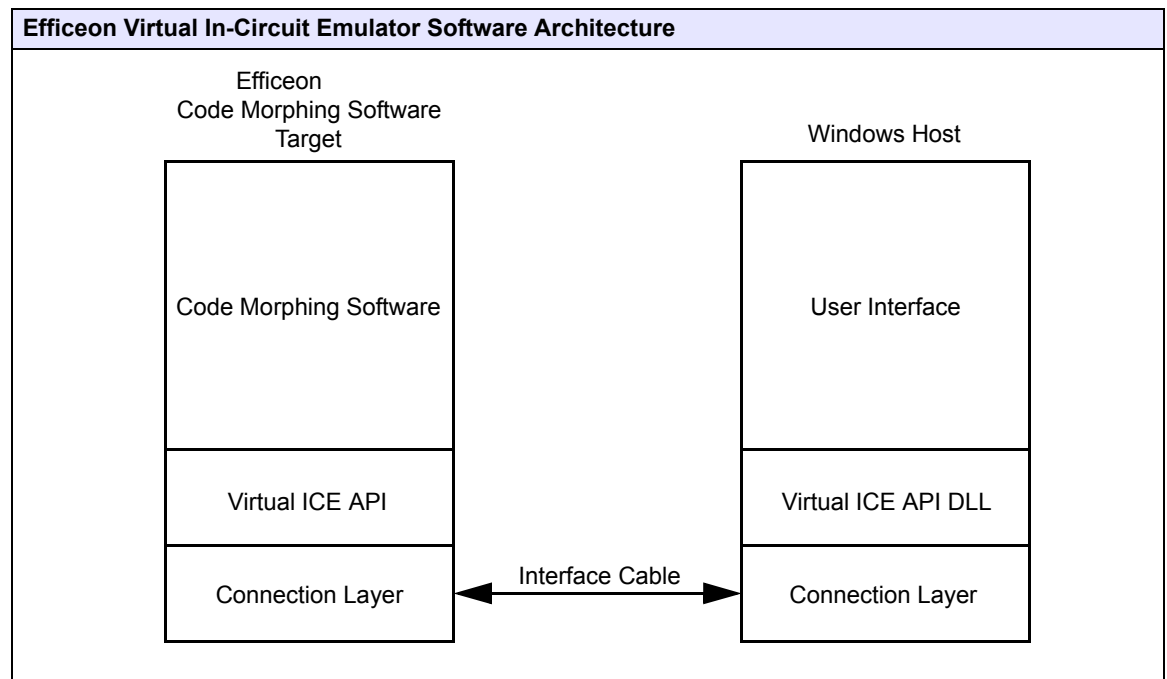 Efficeon Virtual In-Circuit Emulator Software Architecture
Efficeon
Code Morphing Software
Target
Windows Host
Code Morphing Software
User Interface
Virtual ICE API
Virtual ICE API DLL
Interface Cable
Connection Layer
Connection Layer